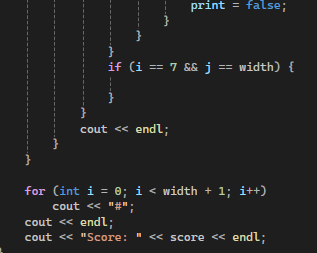 print = false;
}
}
}
if (i == 7 && j == width) {
}
}
cout << endl;
}
}
for (int i = 0; i < width + 1; i++)
cout << "#";
cout << endl;
cout << "Score: " << score << endl;
}